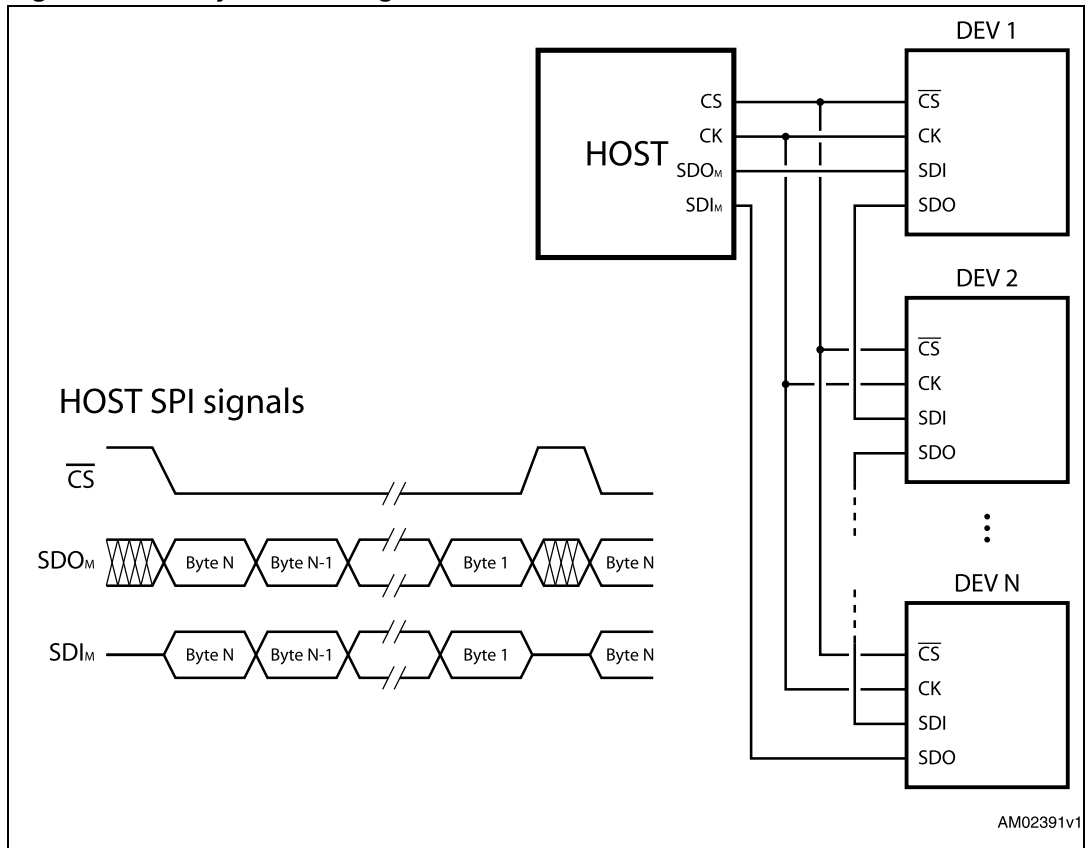 DEV 1
HOST
CS
CK
SDOM
SDIM
CS
CK
SDI
SDO
DEV 2
CS
CK
SDI
SDO
DEV N
CS
CK
SDI
SDO
HOST SPI signals
CS
SDOM
Byte N
Byte N-1
Byte 1
Byte N
SDIM
Byte N
Byte N-1
Byte 1
Byte N
AM02391v1